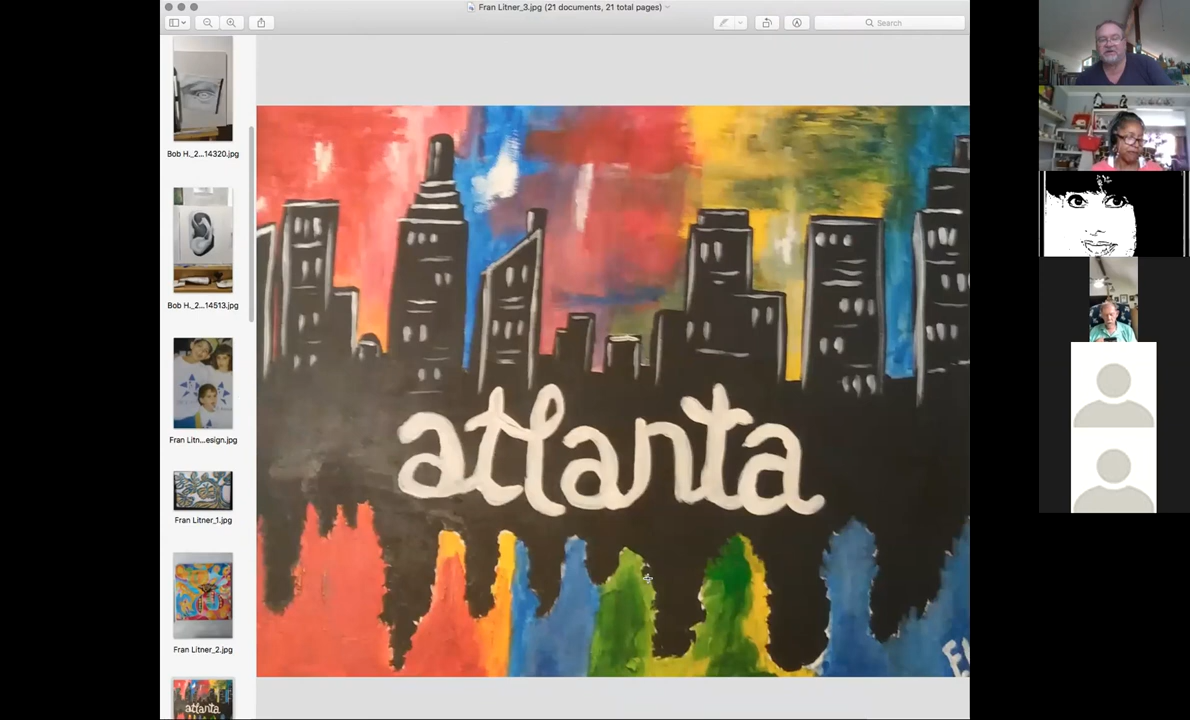 Fran Litner_3.jpg (21 documents, 21 total pages)
Search
Bob H._2...14320.jpg
Bob H._2...14513.jpg
Fran Litn...esign.jpg
Fran Litner_1.jpg
Fran Litner_2.jpg
atlanta
atlanta